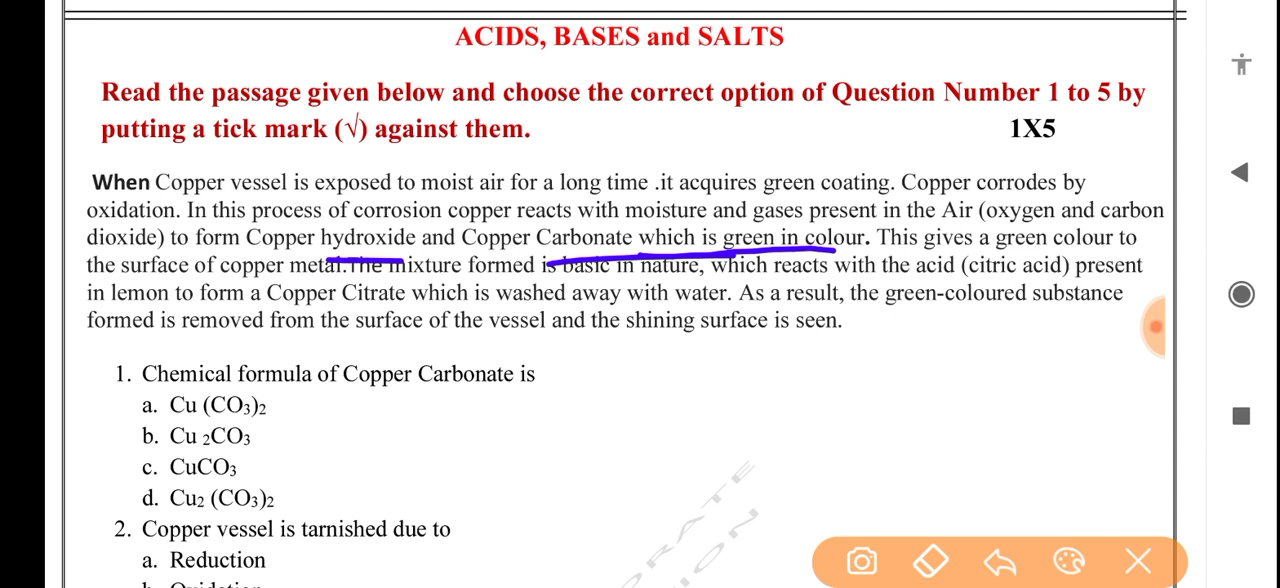 ACIDS, BASES and SALTS
Read the passage given below and choose the correct option of Question Number 1 to 5 by
putting a tick mark (√) against them. 1X5
When Copper vessel is exposed to moist air for a long time .it acquires green coating. Copper corrodes by
oxidation. In this process of corrosion copper reacts with moisture and gases present in the Air (oxygen and carbon
dioxide) to form Copper hydroxide and Copper Carbonate which is green in colour. This gives a green colour to
the surface of copper metal.The mixture formed is basic in nature, which reacts with the acid (citric acid) present
in lemon to form a Copper Citrate which is washed away with water. As a result, the green-coloured substance
formed is removed from the surface of the vessel and the shining surface is seen.
1. Chemical formula of Copper Carbonate is
a. Cu (CO3)2
b. Cu 2CO3
c. CuCO3
d. Cu2 (CO3)2
2. Copper vessel is tarnished due to
a. Reduction